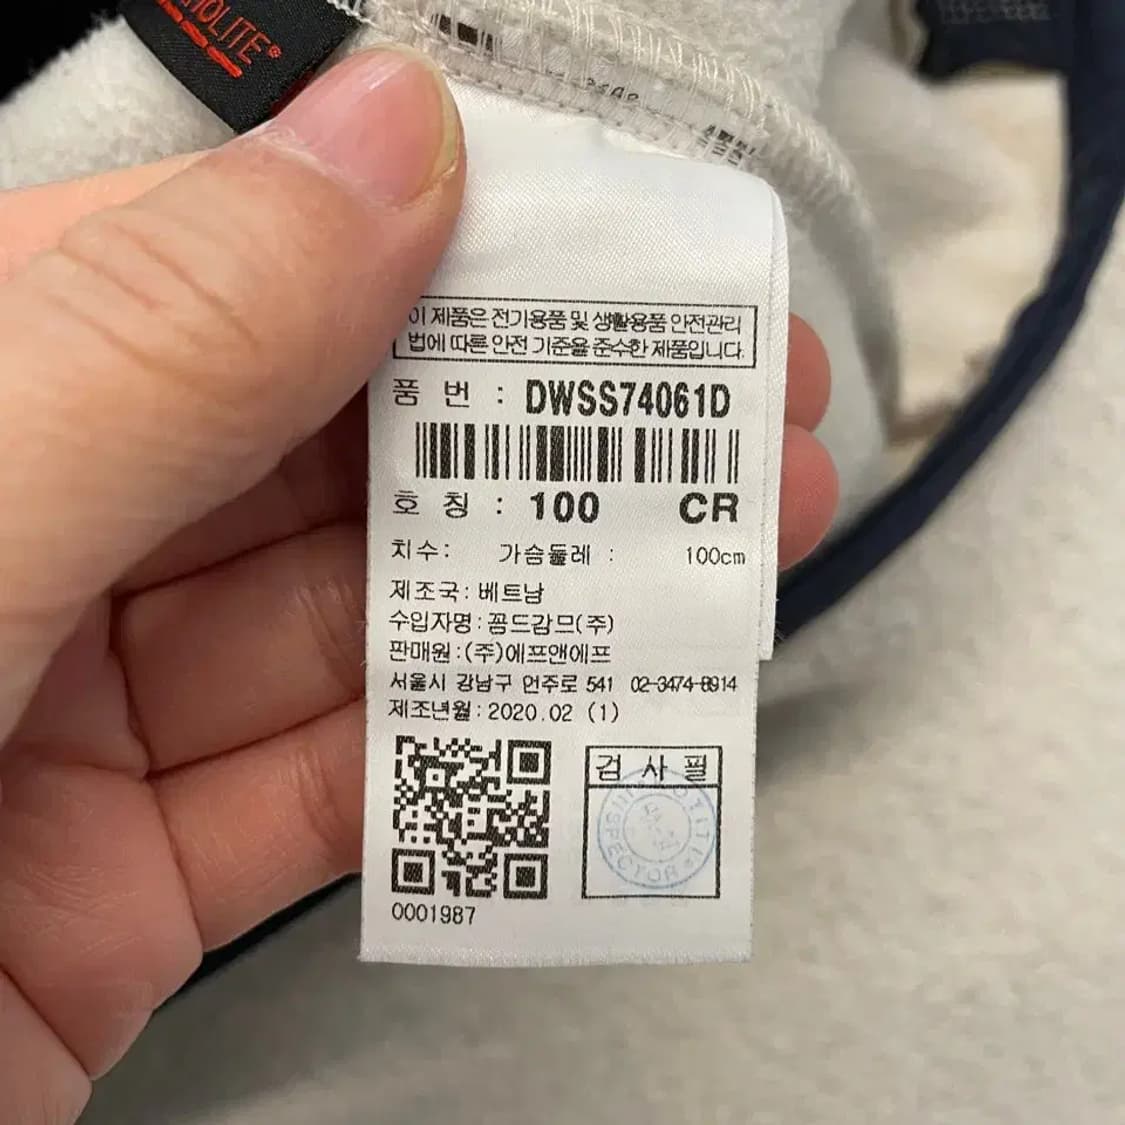 이 제품은 전기용품 및 생활용품 안전관리
법에 따른 안전 기준을 준수한 제품입니다.
품 번 : DWSS74061D
호 칭 : 100 CR
치수: 가슴둘레 : 100cm
제조국: 베트남
수입자명: 꼼드감므(주)
판매원:(주)에프앤에프
서울시 강남구 언주로 541 02-3474-8914
제조년월: 2020.02 (1)
검 사 필
INSPECTOR
0001987